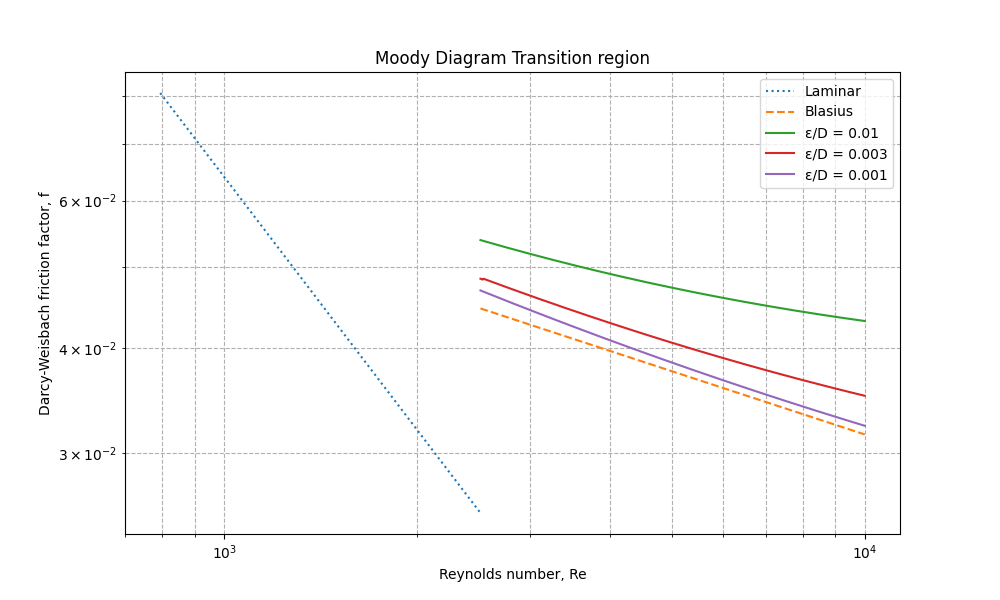 Moody Diagram Transition region
Darcy-Weisbach friction factor, f
6 × 10⁻²
4 × 10⁻²
3 × 10⁻²
Laminar
Blasius
ε/D = 0.01
ε/D = 0.003
ε/D = 0.001
10³
10⁴
Reynolds number, Re